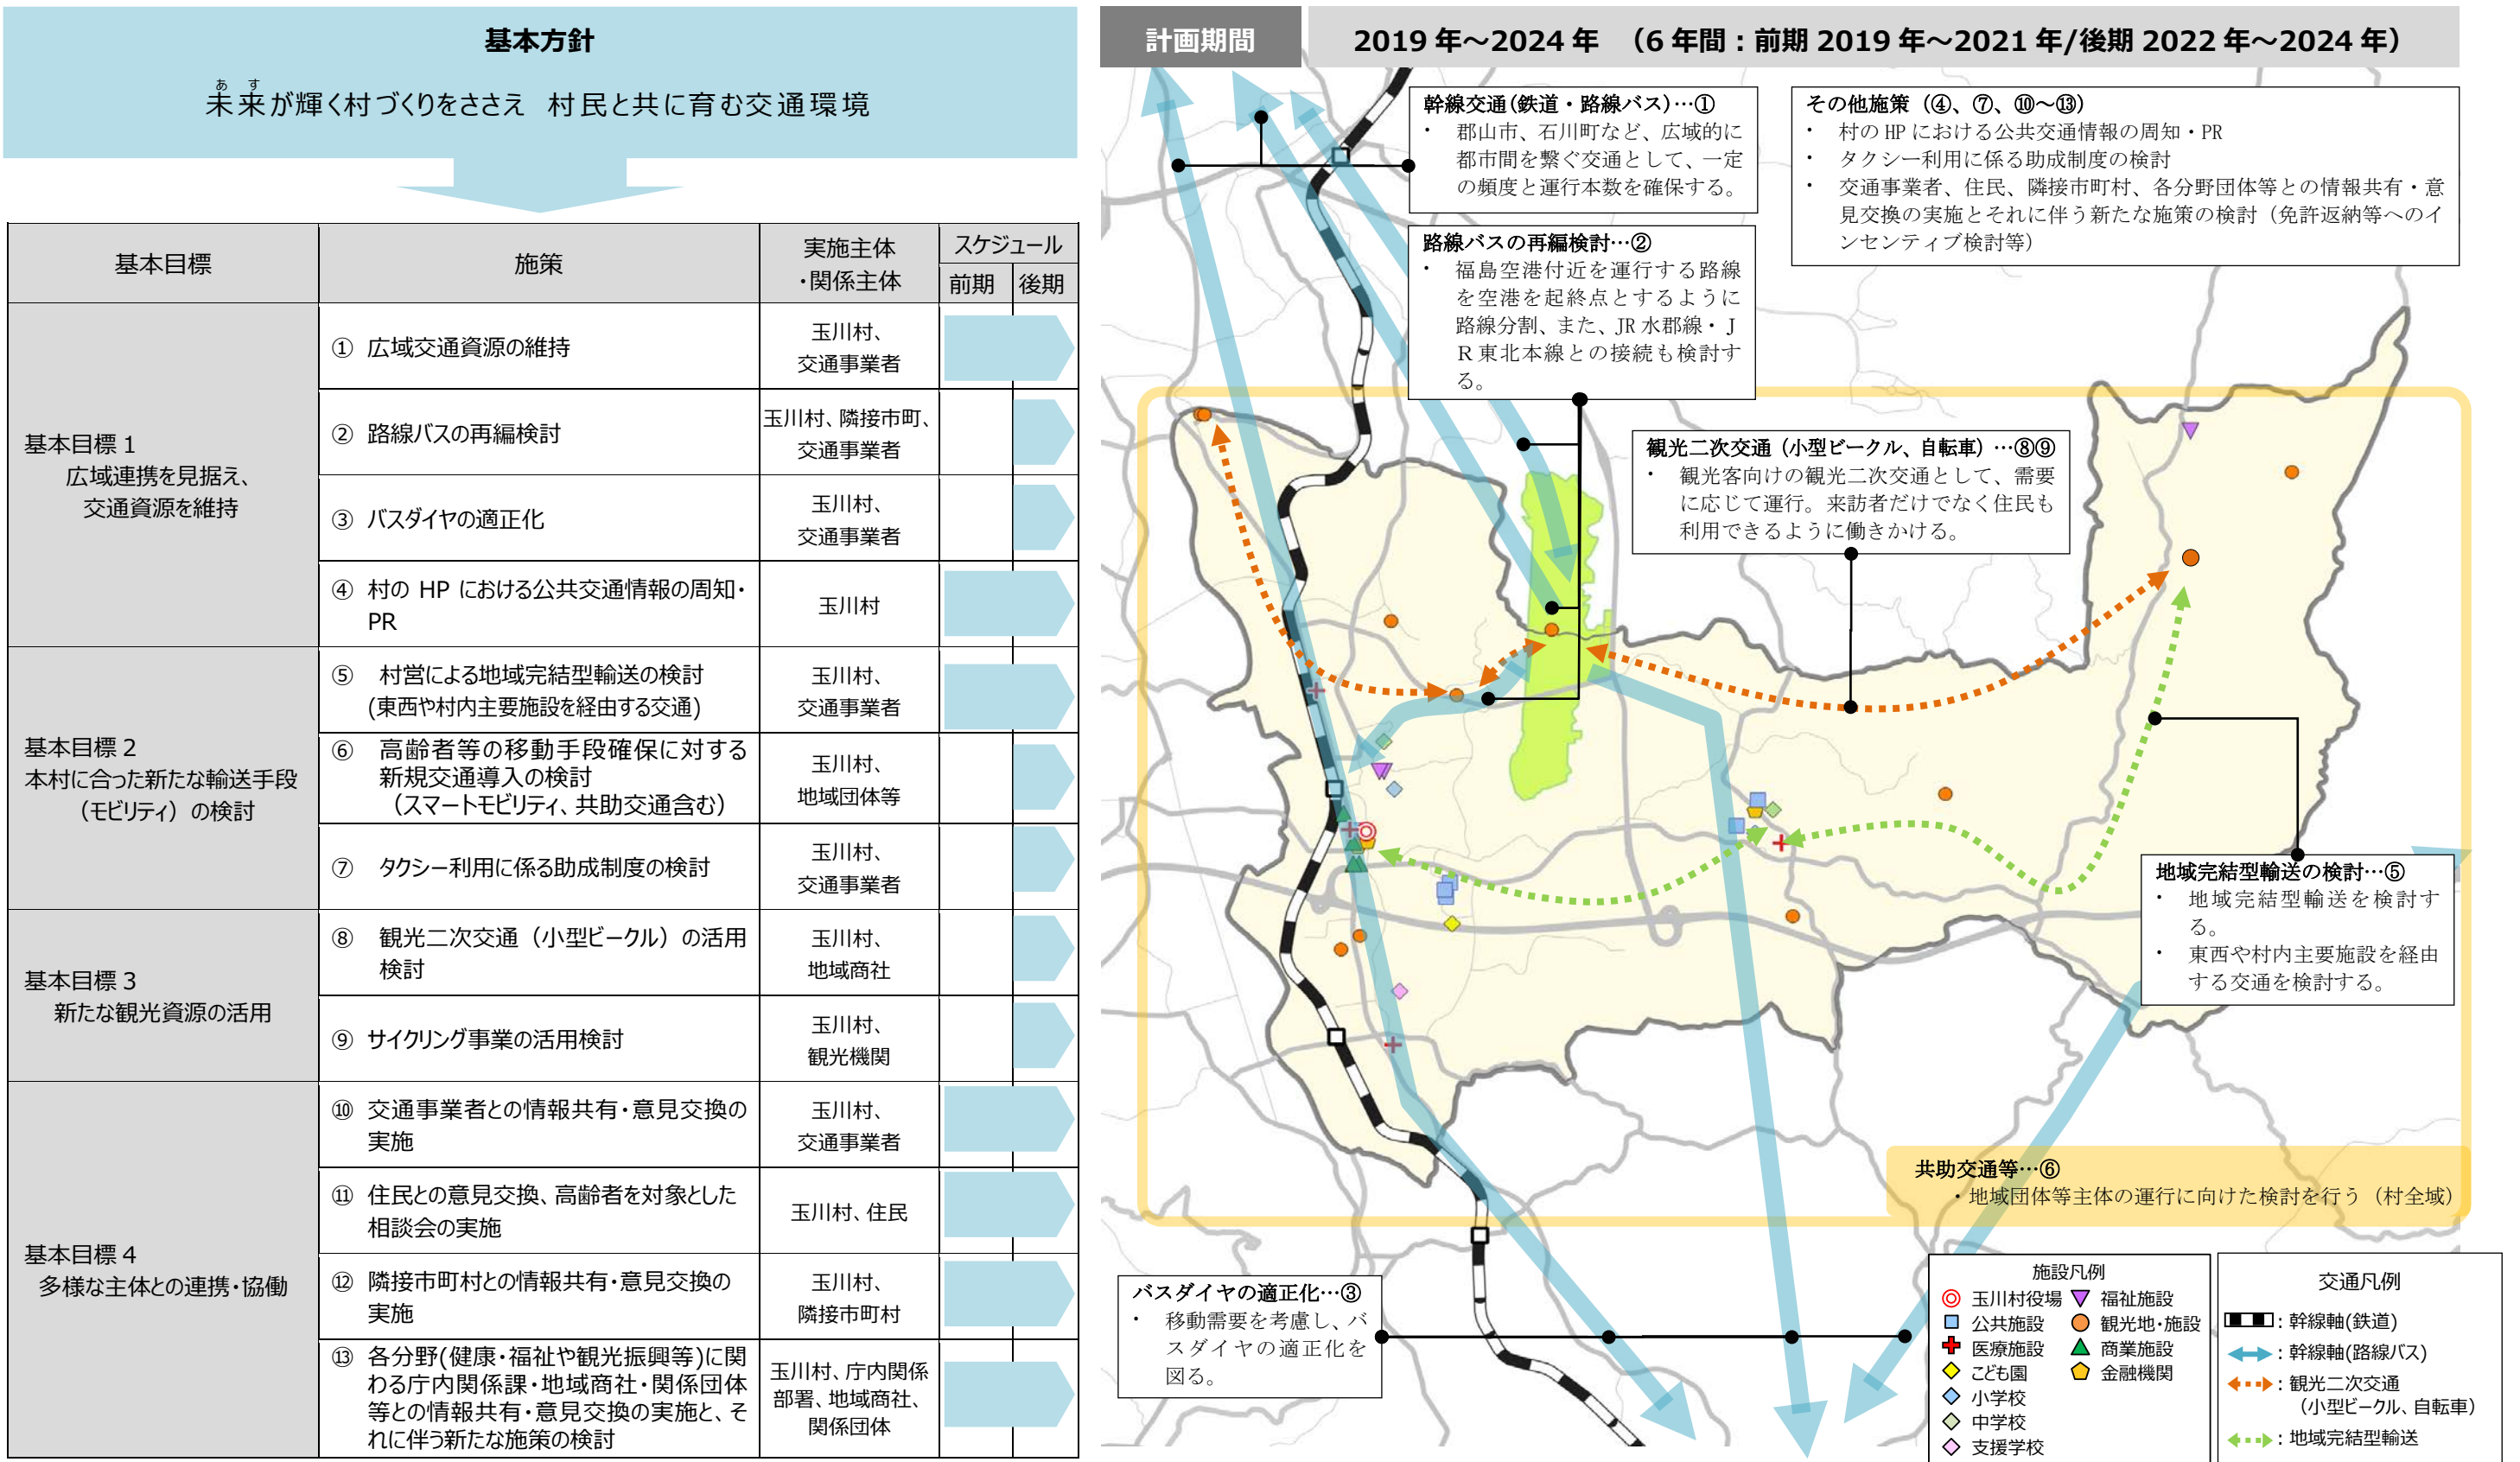 基本方針
あす
未来が輝く村づくりをささえ　村民と共に育む交通環境
基本目標
施策
実施主体
・関係主体
スケジュール
前期
後期
基本目標１
広域連携を見据え、
交通資源を維持
① 広域交通資源の維持
玉川村、
交通事業者
② 路線バスの再編検討
玉川村、隣接市町、
交通事業者
③ バスダイヤの適正化
玉川村、
交通事業者
④ 村の HP における公共交通情報の周知・
PR
玉川村
基本目標２
本村に合った新たな輸送手段
（モビリティ）の検討
⑤ 村営による地域完結型輸送の検討
(東西や村内主要施設を経由する交通)
玉川村、
交通事業者
⑥ 高齢者等の移動手段確保に対する
新規交通導入の検討
（スマートモビリティ、共助交通含む）
玉川村、
地域団体等
⑦ タクシー利用に係る助成制度の検討
玉川村、
交通事業者
基本目標３
新たな観光資源の活用
⑧ 観光二次交通（小型ビークル）の活用
検討
玉川村、
地域商社
⑨ サイクリング事業の活用検討
玉川村、
観光機関
基本目標４
多様な主体との連携・協働
⑩ 交通事業者との情報共有・意見交換の
実施
玉川村、
交通事業者
⑪ 住民との意見交換、高齢者を対象とした
相談会の実施
玉川村、住民
⑫ 隣接市町村との情報共有・意見交換の
実施
玉川村、
隣接市町村
⑬ 各分野(健康・福祉や観光振興等)に関
わる庁内関係課・地域商社・関係団体
等との情報共有・意見交換の実施と、そ
れに伴う新たな施策の検討
玉川村、庁内関係
部署、地域商社、
関係団体
計画期間
2019 年～2024 年　（6 年間：前期 2019 年～2021 年/後期 2022 年～2024 年）
幹線交通(鉄道・路線バス)…①
・ 郡山市、石川町など、広域的に
都市間を繋ぐ交通として、一定
の頻度と運行本数を確保する。
その他施策（④、⑦、⑩～⑬）
・ 村の HP における公共交通情報の周知・PR
・ タクシー利用に係る助成制度の検討
・ 交通事業者、住民、隣接市町村、各分野団体等との情報共有・意
見交換の実施とそれに伴う新たな施策の検討（免許返納等へのイ
ンセンティブ検討等）
路線バスの再編検討…②
・ 福島空港付近を運行する路線
を空港を起終点とするように
路線分割、また、JR 水郡線・Ｊ
Ｒ東北本線との接続も検討す
る。
観光二次交通（小型ビークル、自転車）…⑧⑨
・ 観光客向けの観光二次交通として、需要
に応じて運行。来訪者だけでなく住民も
利用できるように働きかける。
地域完結型輸送の検討…⑤
・ 地域完結型輸送を検討す
る。
・ 東西や村内主要施設を経由
する交通を検討する。
共助交通等…⑥
・地域団体等主体の運行に向けた検討を行う（村全域）
バスダイヤの適正化…③
・ 移動需要を考慮し、バ
スダイヤの適正化を
図る。
施設凡例
玉川村役場 福祉施設
公共施設 観光地・施設
医療施設 商業施設
こども園 金融機関
小学校
中学校
支援学校
交通凡例
：幹線軸(鉄道)
：幹線軸(路線バス)
：観光二次交通
（小型ビークル、自転車）
：地域完結型輸送